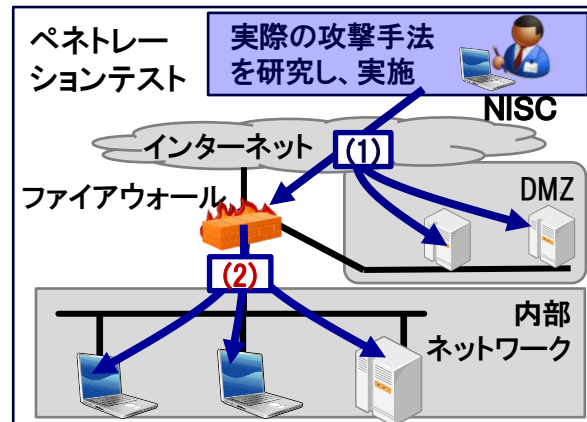 ペネトレー
ションテスト
実際の攻撃手法
を研究し、実施
NISC
インターネット
(1)
ファイアウォール
DMZ
(2)
内部
ネットワーク